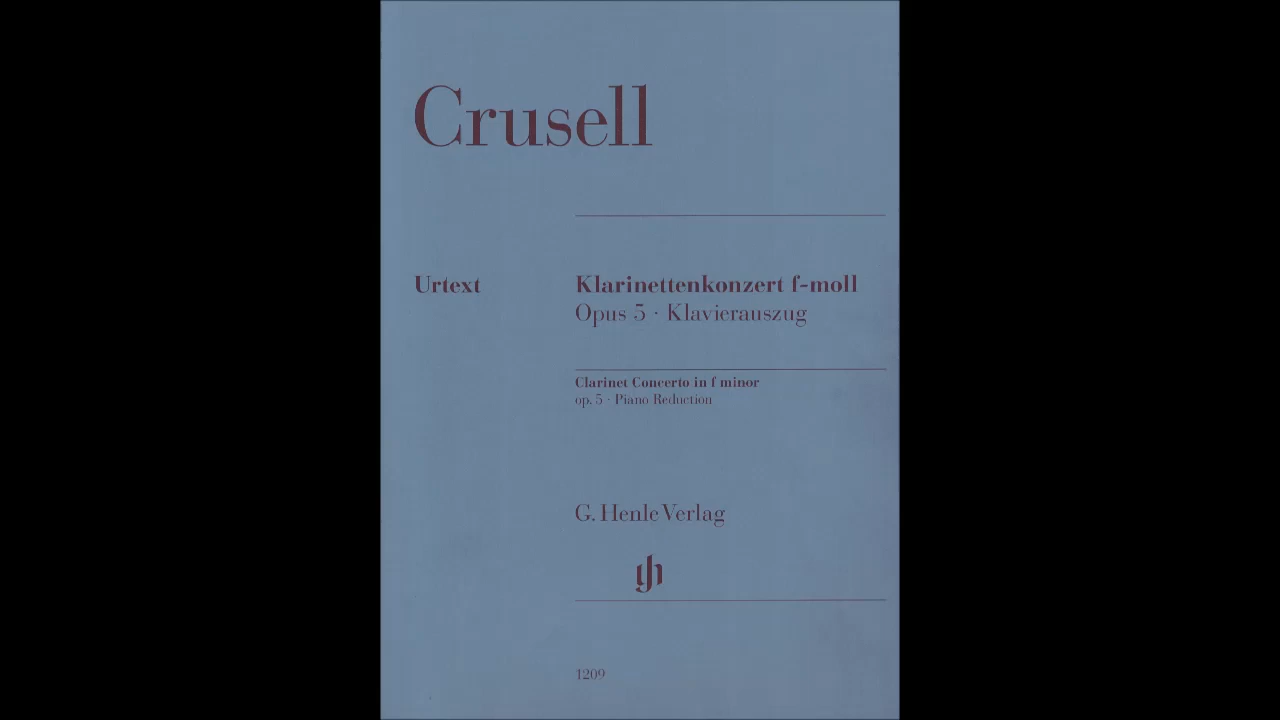 Crusell
Urtext
Klarinettenkonzert f-moll
Opus 5 · Klavierauszug
Clarinet Concerto in f minor
op. 5 · Piano Reduction
G. Henle Verlag
1209